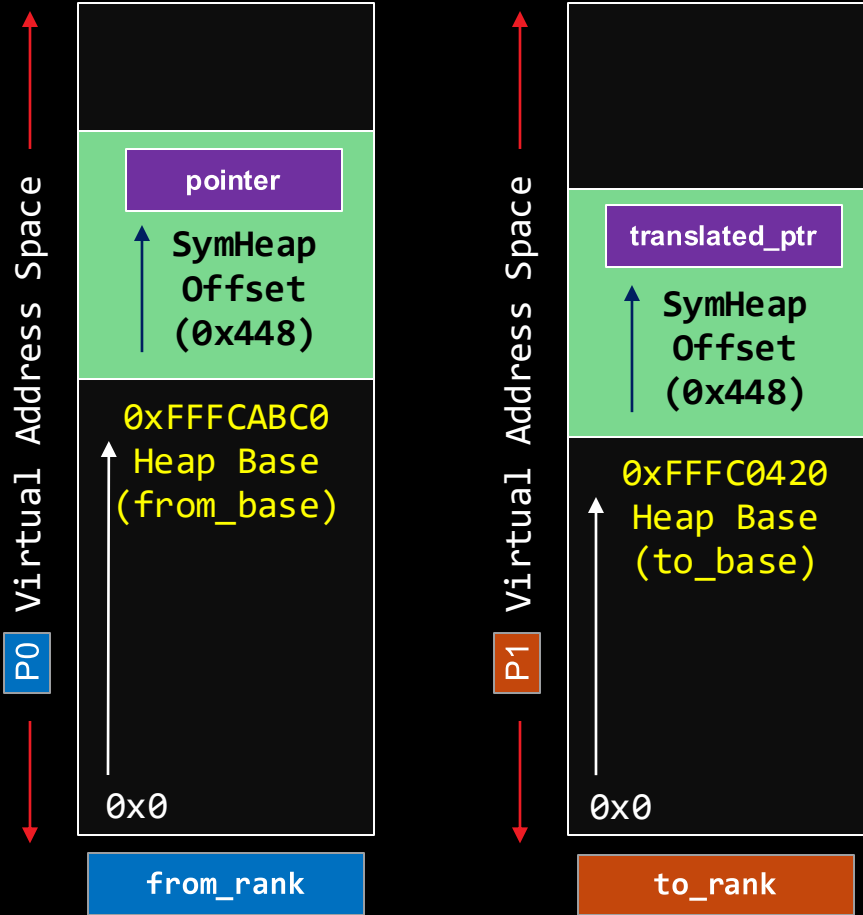 P0 Virtual Address Space
pointer
SymHeap
Offset
(0x448)
0xFFFCABC0
Heap Base
(from_base)
0x0
from_rank
P1 Virtual Address Space
translated_ptr
SymHeap
Offset
(0x448)
0xFFFC0420
Heap Base
(to_base)
0x0
to_rank